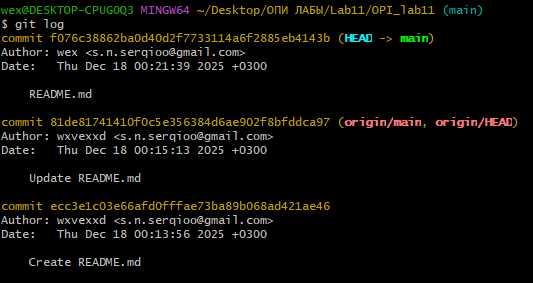 wex@DESKTOP-CPUGOQ3 MINGW64 ~/Desktop/ОПИ ЛАБЫ/Lab11/OPI_lab11 (main)
$ git log
commit f076c38862ba0d40d2f7733114a6f2885eb4143b (HEAD -> main)
Author: wex <s.n.serqioo@gmail.com>
Date:   Thu Dec 18 00:21:39 2025 +0300

    README.md

commit 81de81741410f0c5e356384d6ae902f8bfddca97 (origin/main, origin/HEAD)
Author: wxvexxd <s.n.serqioo@gmail.com>
Date:   Thu Dec 18 00:15:13 2025 +0300

    Update README.md

commit ecc3e1c03e66afd0fffae73ba89b068ad421ae46
Author: wxvexxd <s.n.serqioo@gmail.com>
Date:   Thu Dec 18 00:13:56 2025 +0300

    Create README.md